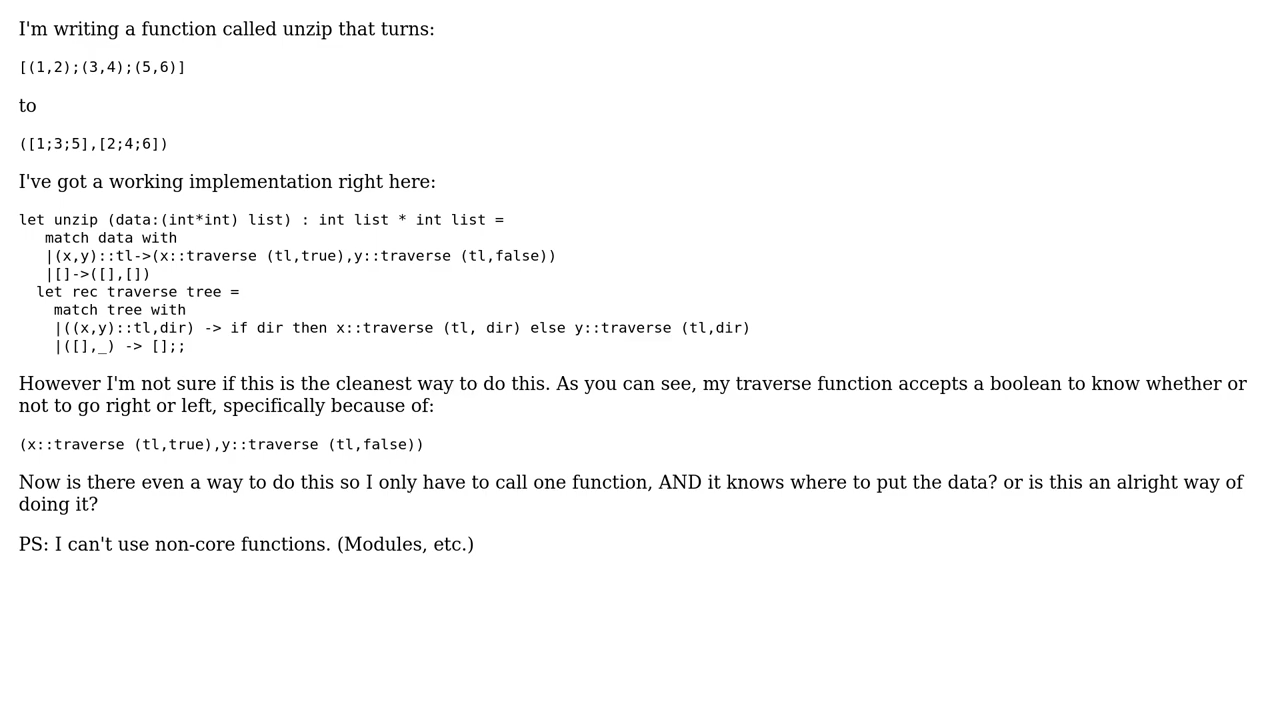 I'm writing a function called unzip that turns:
[(1,2);(3,4);(5,6)]
to
([1;3;5],[2;4;6])
I've got a working implementation right here:
let unzip (data:(int*int) list) : int list * int list =
   match data with
   |(x,y)::tl->(x::traverse (tl,true),y::traverse (tl,false))
   |[]->([],[])
  let rec traverse tree =
    match tree with
    |((x,y)::tl,dir) -> if dir then x::traverse (tl, dir) else y::traverse (tl,dir)
    |([],_) -> [];;
However I'm not sure if this is the cleanest way to do this. As you can see, my traverse function accepts a boolean to know whether or
not to go right or left, specifically because of:
(x::traverse (tl,true),y::traverse (tl,false))
Now is there even a way to do this so I only have to call one function, AND it knows where to put the data? or is this an alright way of
doing it?
PS: I can't use non-core functions. (Modules, etc.)